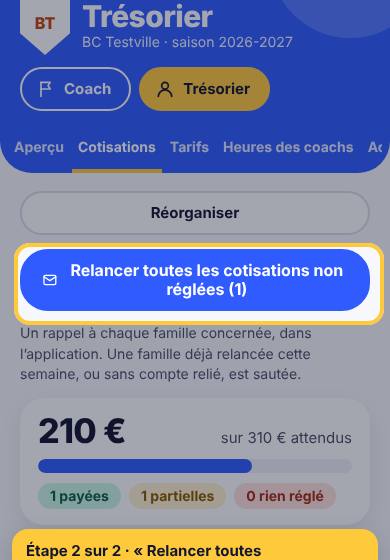 BT
Trésorier
BC Testville · saison 2026-2027
Coach
Trésorier
Aperçu Cotisations Tarifs Heures des coachs
Réorganiser
Relancer toutes les cotisations non
réglées (1)
Un rappel à chaque famille concernée, dans
l'application. Une famille déjà relancée cette
semaine, ou sans compte relié, est sautée.
210 €
sur 310 € attendus
1 payées
1 partielles
0 rien réglé
Étape 2 sur 2 · « Relancer toutes